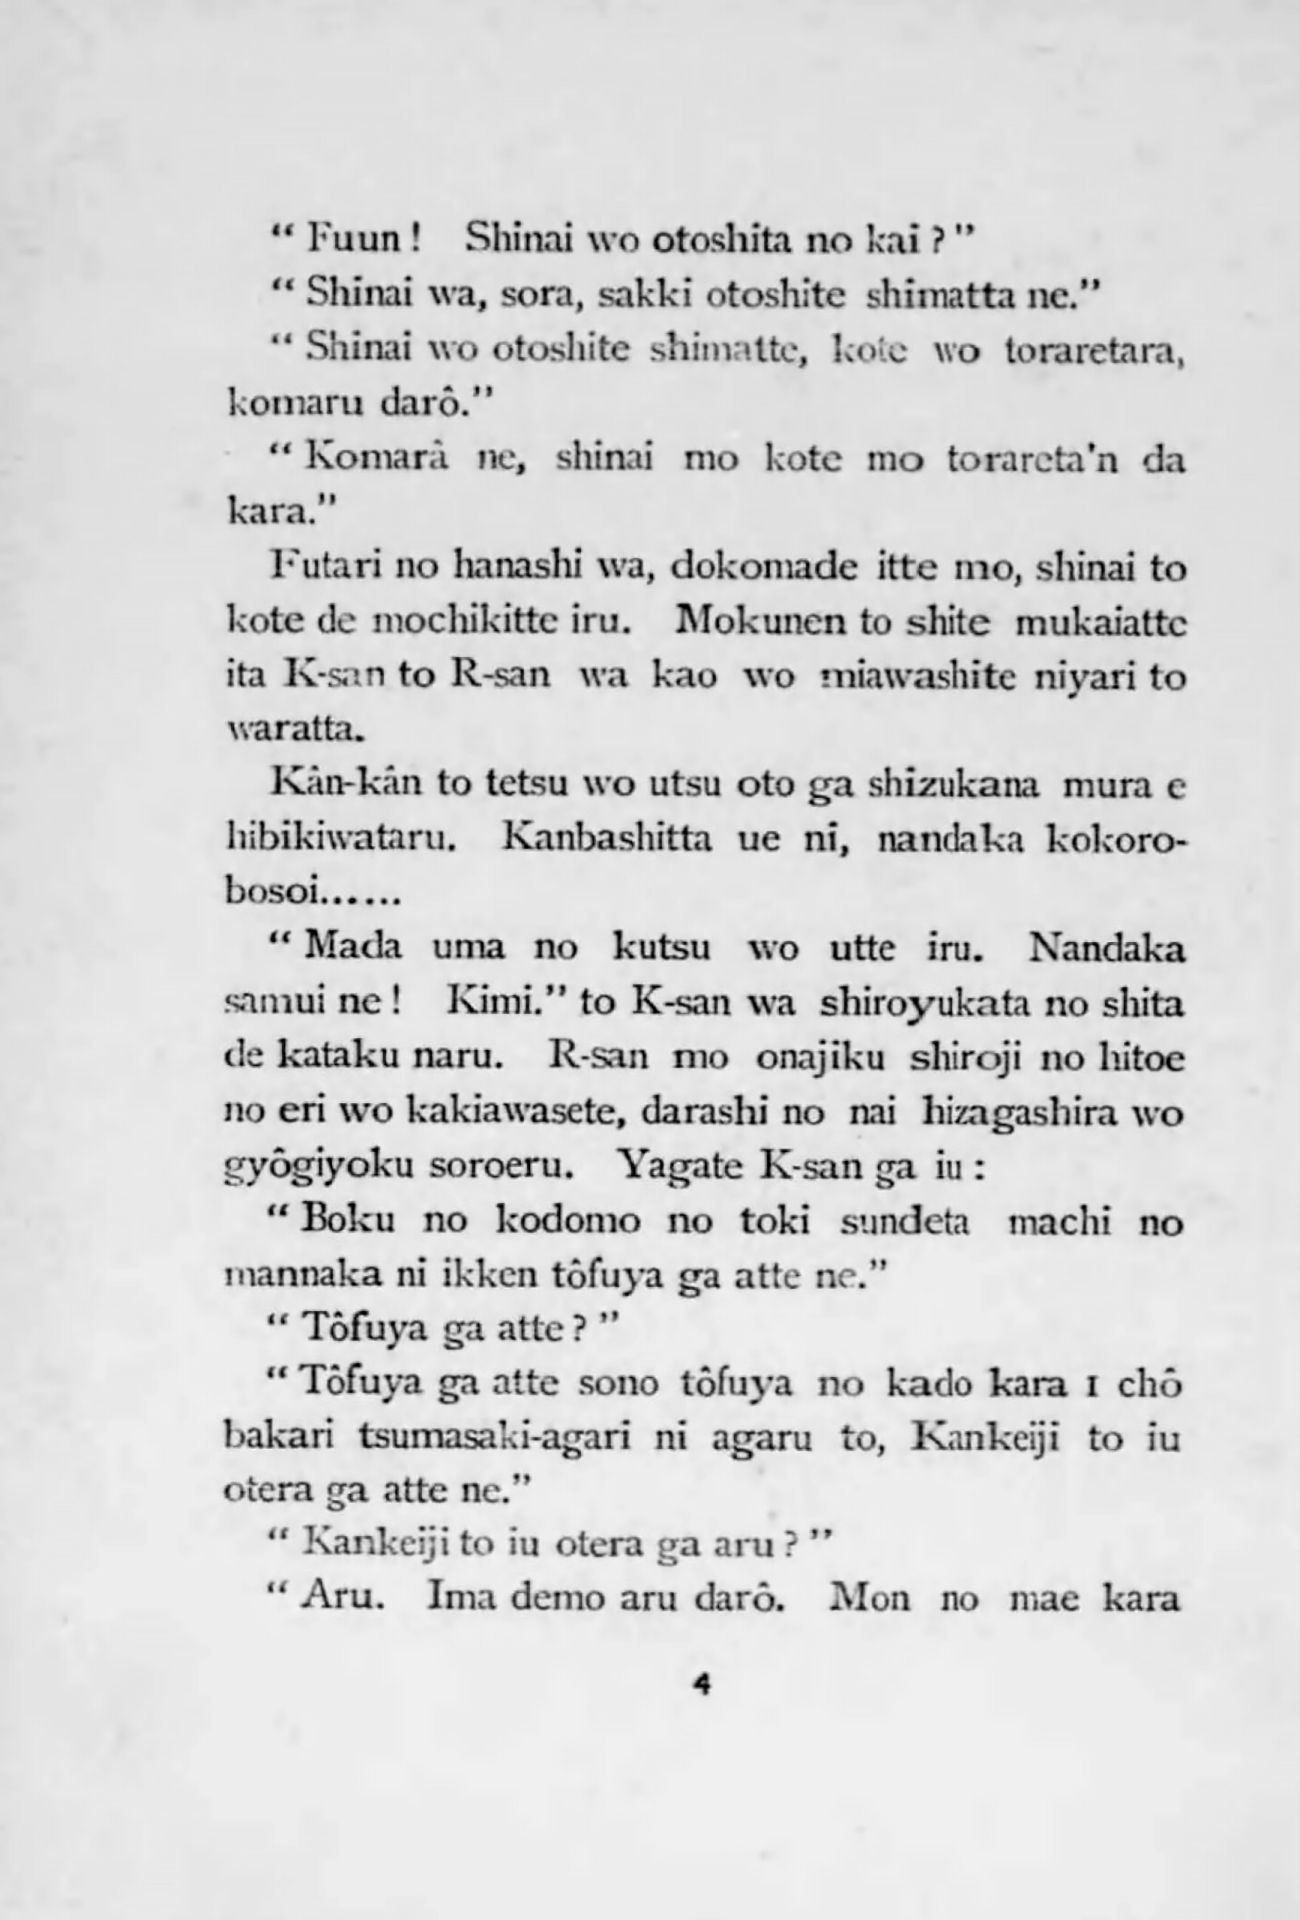 “ Fuun ! Shinai wo otoshita no kai ? ”
“ Shinai wa, sora, sakki otoshite shimatta ne.”
“ Shinai wo otoshite shimatte, kote wo toraretara,
komaru darô.”
“ Komarâ ne, shinai mo kote mo torareta'n da
kara.”
Futari no hanashi wa, dokomade itte mo, shinai to
kote de mochikitte iru. Mokunen to shite mukaiatte
ita K-san to R-san wa kao wo miawashite niyari to
waratta.
Kân-kân to tetsu wo utsu oto ga shizukana mura e
hibikiwataru. Kanbashitta ue ni, nandaka kokoro-
bosoi......
“ Mada uma no kutsu wo utte iru. Nandaka
samui ne ! Kimi.” to K-san wa shiroyukata no shita
de kataku naru. R-san mo onajiku shiroji no hitoe
no eri wo kakiawasete, darashi no nai hizagashira wo
gyôgiyoku soroeru. Yagate K-san ga iu :
“ Boku no kodomo no toki sundeta machi no
mannaka ni ikken tôfuya ga atte ne.”
“ Tôfuya ga atte ? ”
“ Tôfuya ga atte sono tôfuya no kado kara 1 chô
bakari tsumasaki-agari ni agaru to, Kankeiji to iu
otera ga atte ne.”
“ Kankeiji to iu otera ga aru ? ”
“ Aru. Ima demo aru darô. Mon no mae kara
4